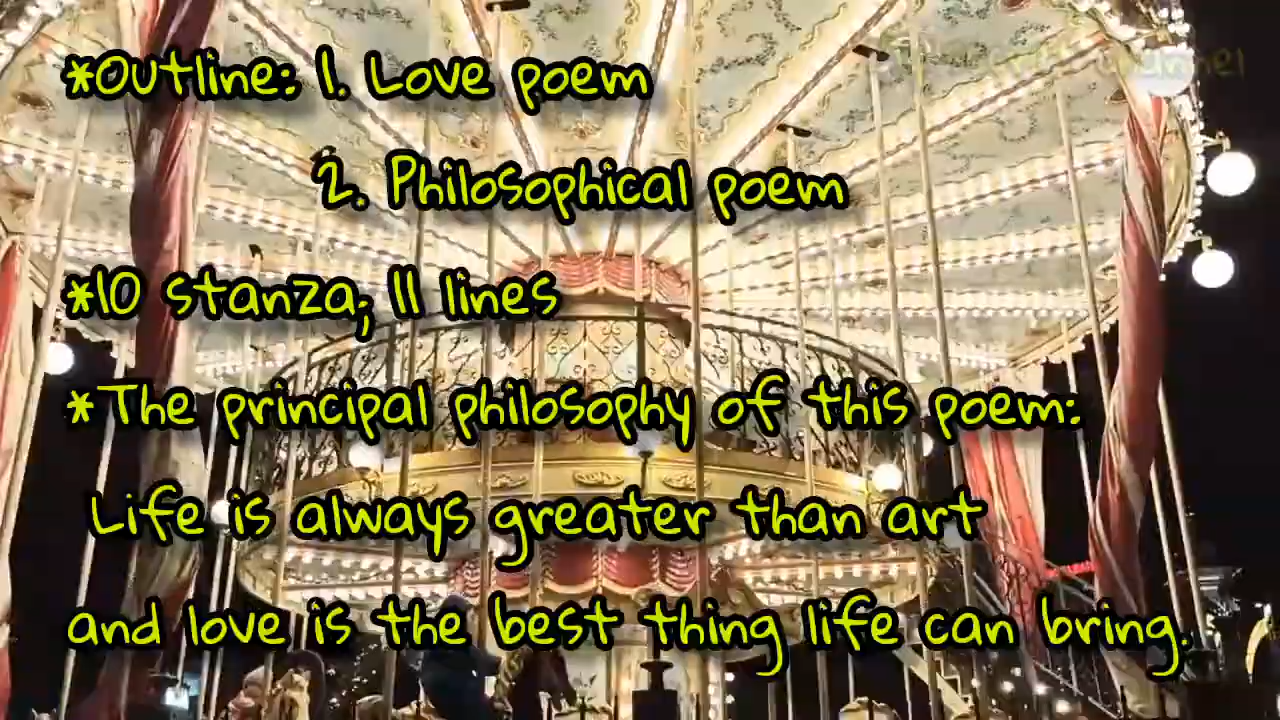 *Outline: 1. Love poem
2. Philosophical poem
*10 stanza; 11 lines
*The principal philosophy of this poem:
Life is always greater than art
and love is the best thing life can bring.